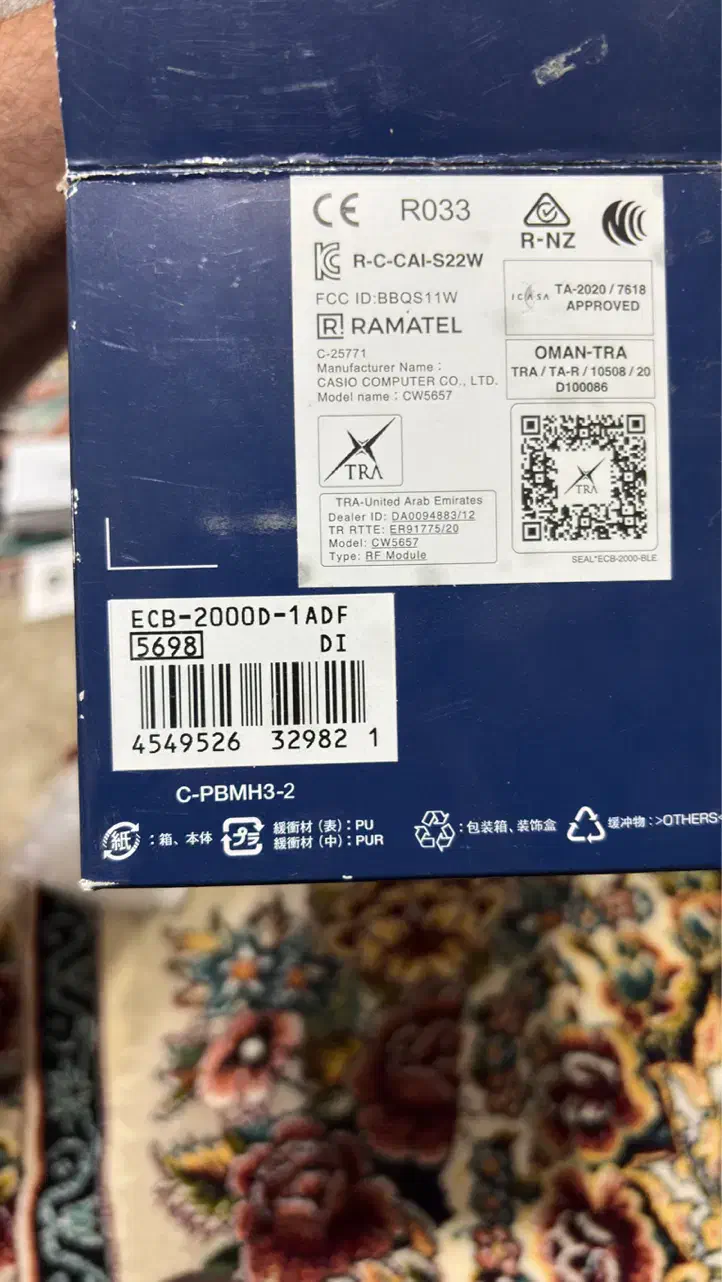 CE R033
R-NZ
R-C-CAI-S22W
FCC ID:BBQS11W
R! RAMATEL
ICASA TA-2020 / 7618
APPROVED
C-25771
Manufacturer Name :
CASIO COMPUTER CO., LTD.
Model name : CW5657
OMAN-TRA
TRA / TA-R / 10508 / 20
D100086
TRA
TRA
TRA-United Arab Emirates
Dealer ID: DA0094883/12
TR RTTE: ER91775/20
Model: CW5657
Type: RF Module
SEAL*ECB-2000-BLE
ECB-2000D-1ADF
5698 DI
4549526 32982 1
C-PBMH3-2
紙 : 箱、本体
プラ 緩衝材 (表) : PU
緩衝材 (中) : PUR
: 包装箱、装饰盒
缓冲物 : >OTHERS<